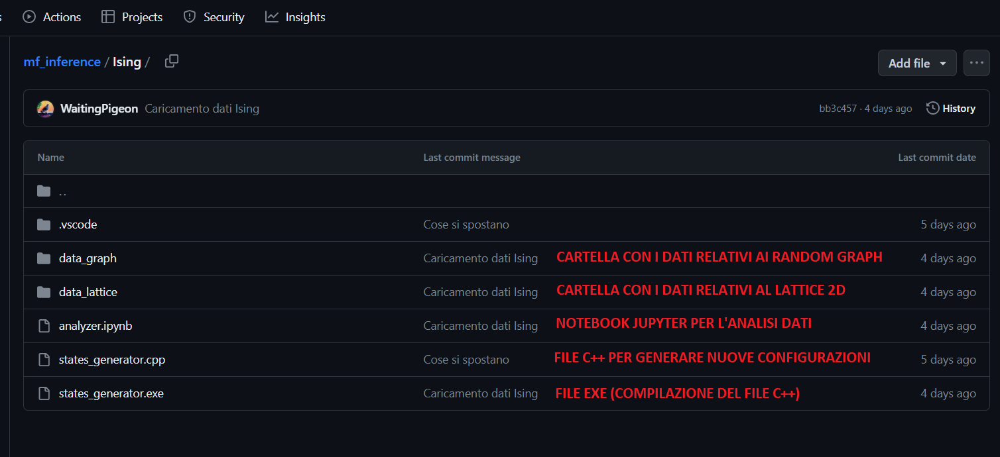 Actions Projects Security Insights
mf_inference / Ising /
Add file ...
WaitingPigeon Caricamento dati Ising bb3c457 · 4 days ago History
Name Last commit message Last commit date
..
.vscode Cose si spostano 5 days ago
data_graph Caricamento dati Ising CARTELLA CON I DATI RELATIVI AI RANDOM GRAPH 4 days ago
data_lattice Caricamento dati Ising CARTELLA CON I DATI RELATIVI AL LATTICE 2D 4 days ago
analyzer.ipynb Caricamento dati Ising NOTEBOOK JUPYTER PER L'ANALISI DATI 4 days ago
states_generator.cpp Cose si spostano FILE C++ PER GENERARE NUOVE CONFIGURAZIONI 5 days ago
states_generator.exe Caricamento dati Ising FILE EXE (COMPILAZIONE DEL FILE C++) 4 days ago